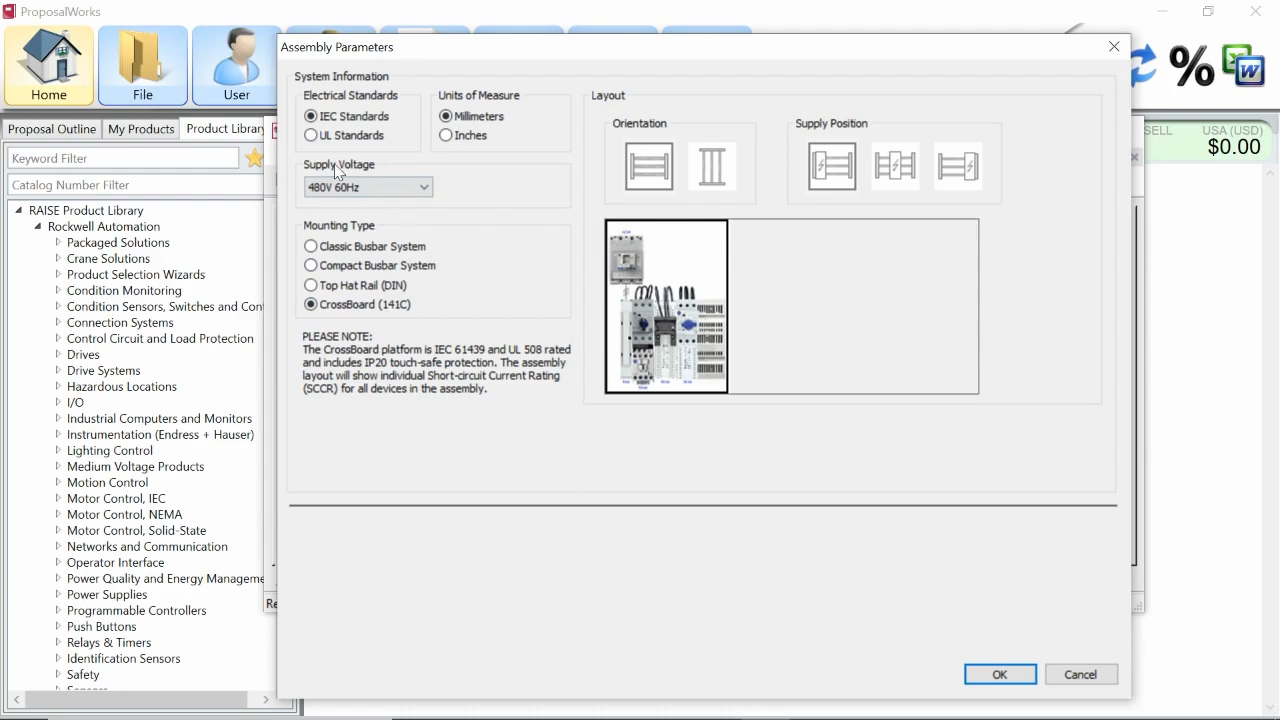 ProposalWorks
Home
File
User
Proposal Outline
My Products
Product Library
Keyword Filter
Catalog Number Filter
RAISE Product Library
Rockwell Automation
Packaged Solutions
Crane Solutions
Product Selection Wizards
Condition Monitoring
Condition Sensors, Switches and Cont
Connection Systems
Control Circuit and Load Protection
Drives
Drive Systems
Hazardous Locations
I/O
Industrial Computers and Monitors
Instrumentation (Endress + Hauser)
Lighting Control
Medium Voltage Products
Motion Control
Motor Control, IEC
Motor Control, NEMA
Motor Control, Solid-State
Networks and Communication
Operator Interface
Power Quality and Energy Manageme
Power Supplies
Programmable Controllers
Push Buttons
Relays & Timers
Identification Sensors
Safety
Sensors
Re
Assembly Parameters
System Information
Electrical Standards
IEC Standards
UL Standards
Units of Measure
Millimeters
Inches
Supply Voltage
480V 60Hz
Mounting Type
Classic Busbar System
Compact Busbar System
Top Hat Rail (DIN)
CrossBoard (141C)
PLEASE NOTE:
The CrossBoard platform is IEC 61439 and UL 508 rated
and includes IP20 touch-safe protection. The assembly
layout will show individual Short-circuit Current Rating
(SCCR) for all devices in the assembly.
Layout
Orientation
Supply Position
OK
Cancel
%
W
SELL
USA (USD)
$0.00